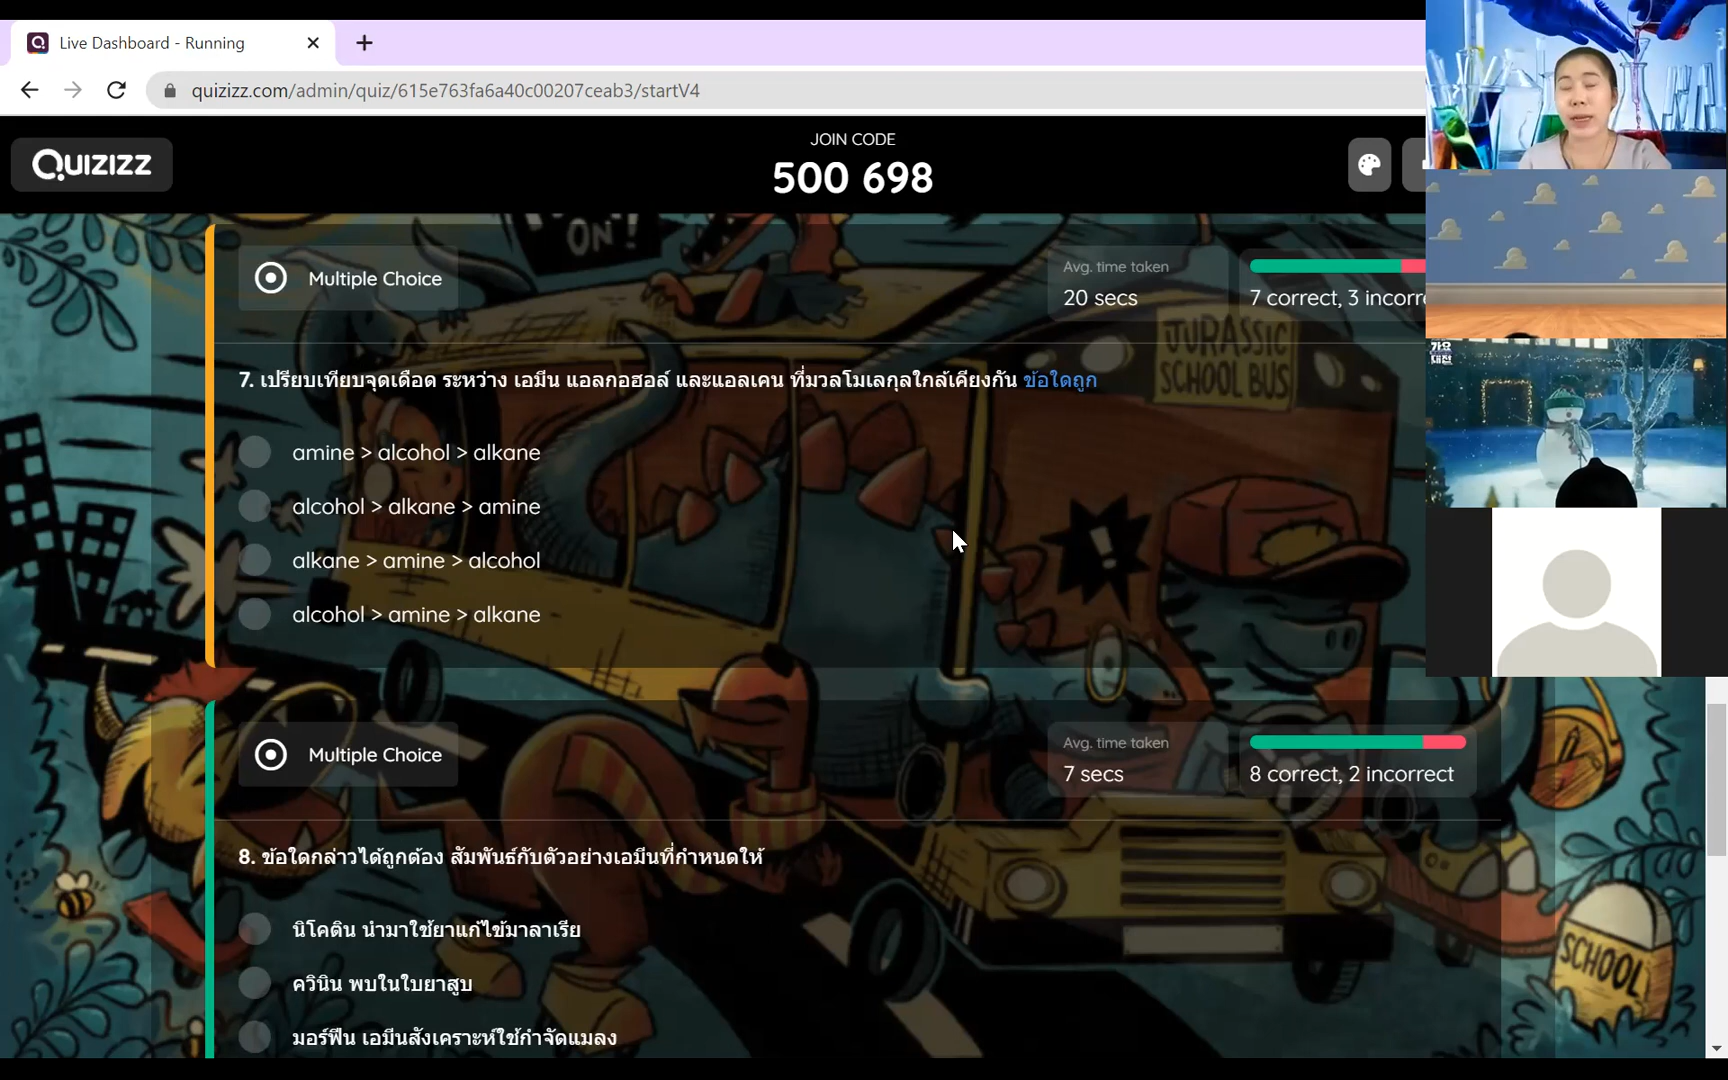 Live Dashboard - Running
quizizz.com/admin/quiz/615e763fa6a40c00207ceab3/startV4
QUIZIZZ
JOIN CODE
500 698
ON!
JURASSIC
SCHOOL BUS
Multiple Choice
Avg. time taken
20 secs
7 correct, 3 incorre
7. เปรียบเทียบจุดเดือด ระหว่าง เอมีน แอลกอฮอล์ และแอลเคน ที่มวลโมเลกุลใกล้เคียงกัน ข้อใดถูก
amine > alcohol > alkane
alcohol > alkane > amine
alkane > amine > alcohol
alcohol > amine > alkane
Multiple Choice
Avg. time taken
7 secs
8 correct, 2 incorrect
8. ข้อใดกล่าวได้ถูกต้อง สัมพันธ์กับตัวอย่างเอมีนที่กำหนดให้
นิโคติน นำมาใช้ยาแก้ไข้มาลาเรีย
ควินิน พบในใบยาสูบ
มอร์ฟีน เอมีนสังเคราะห์ใช้กำจัดแมลง
SCHOOL
가요
대전